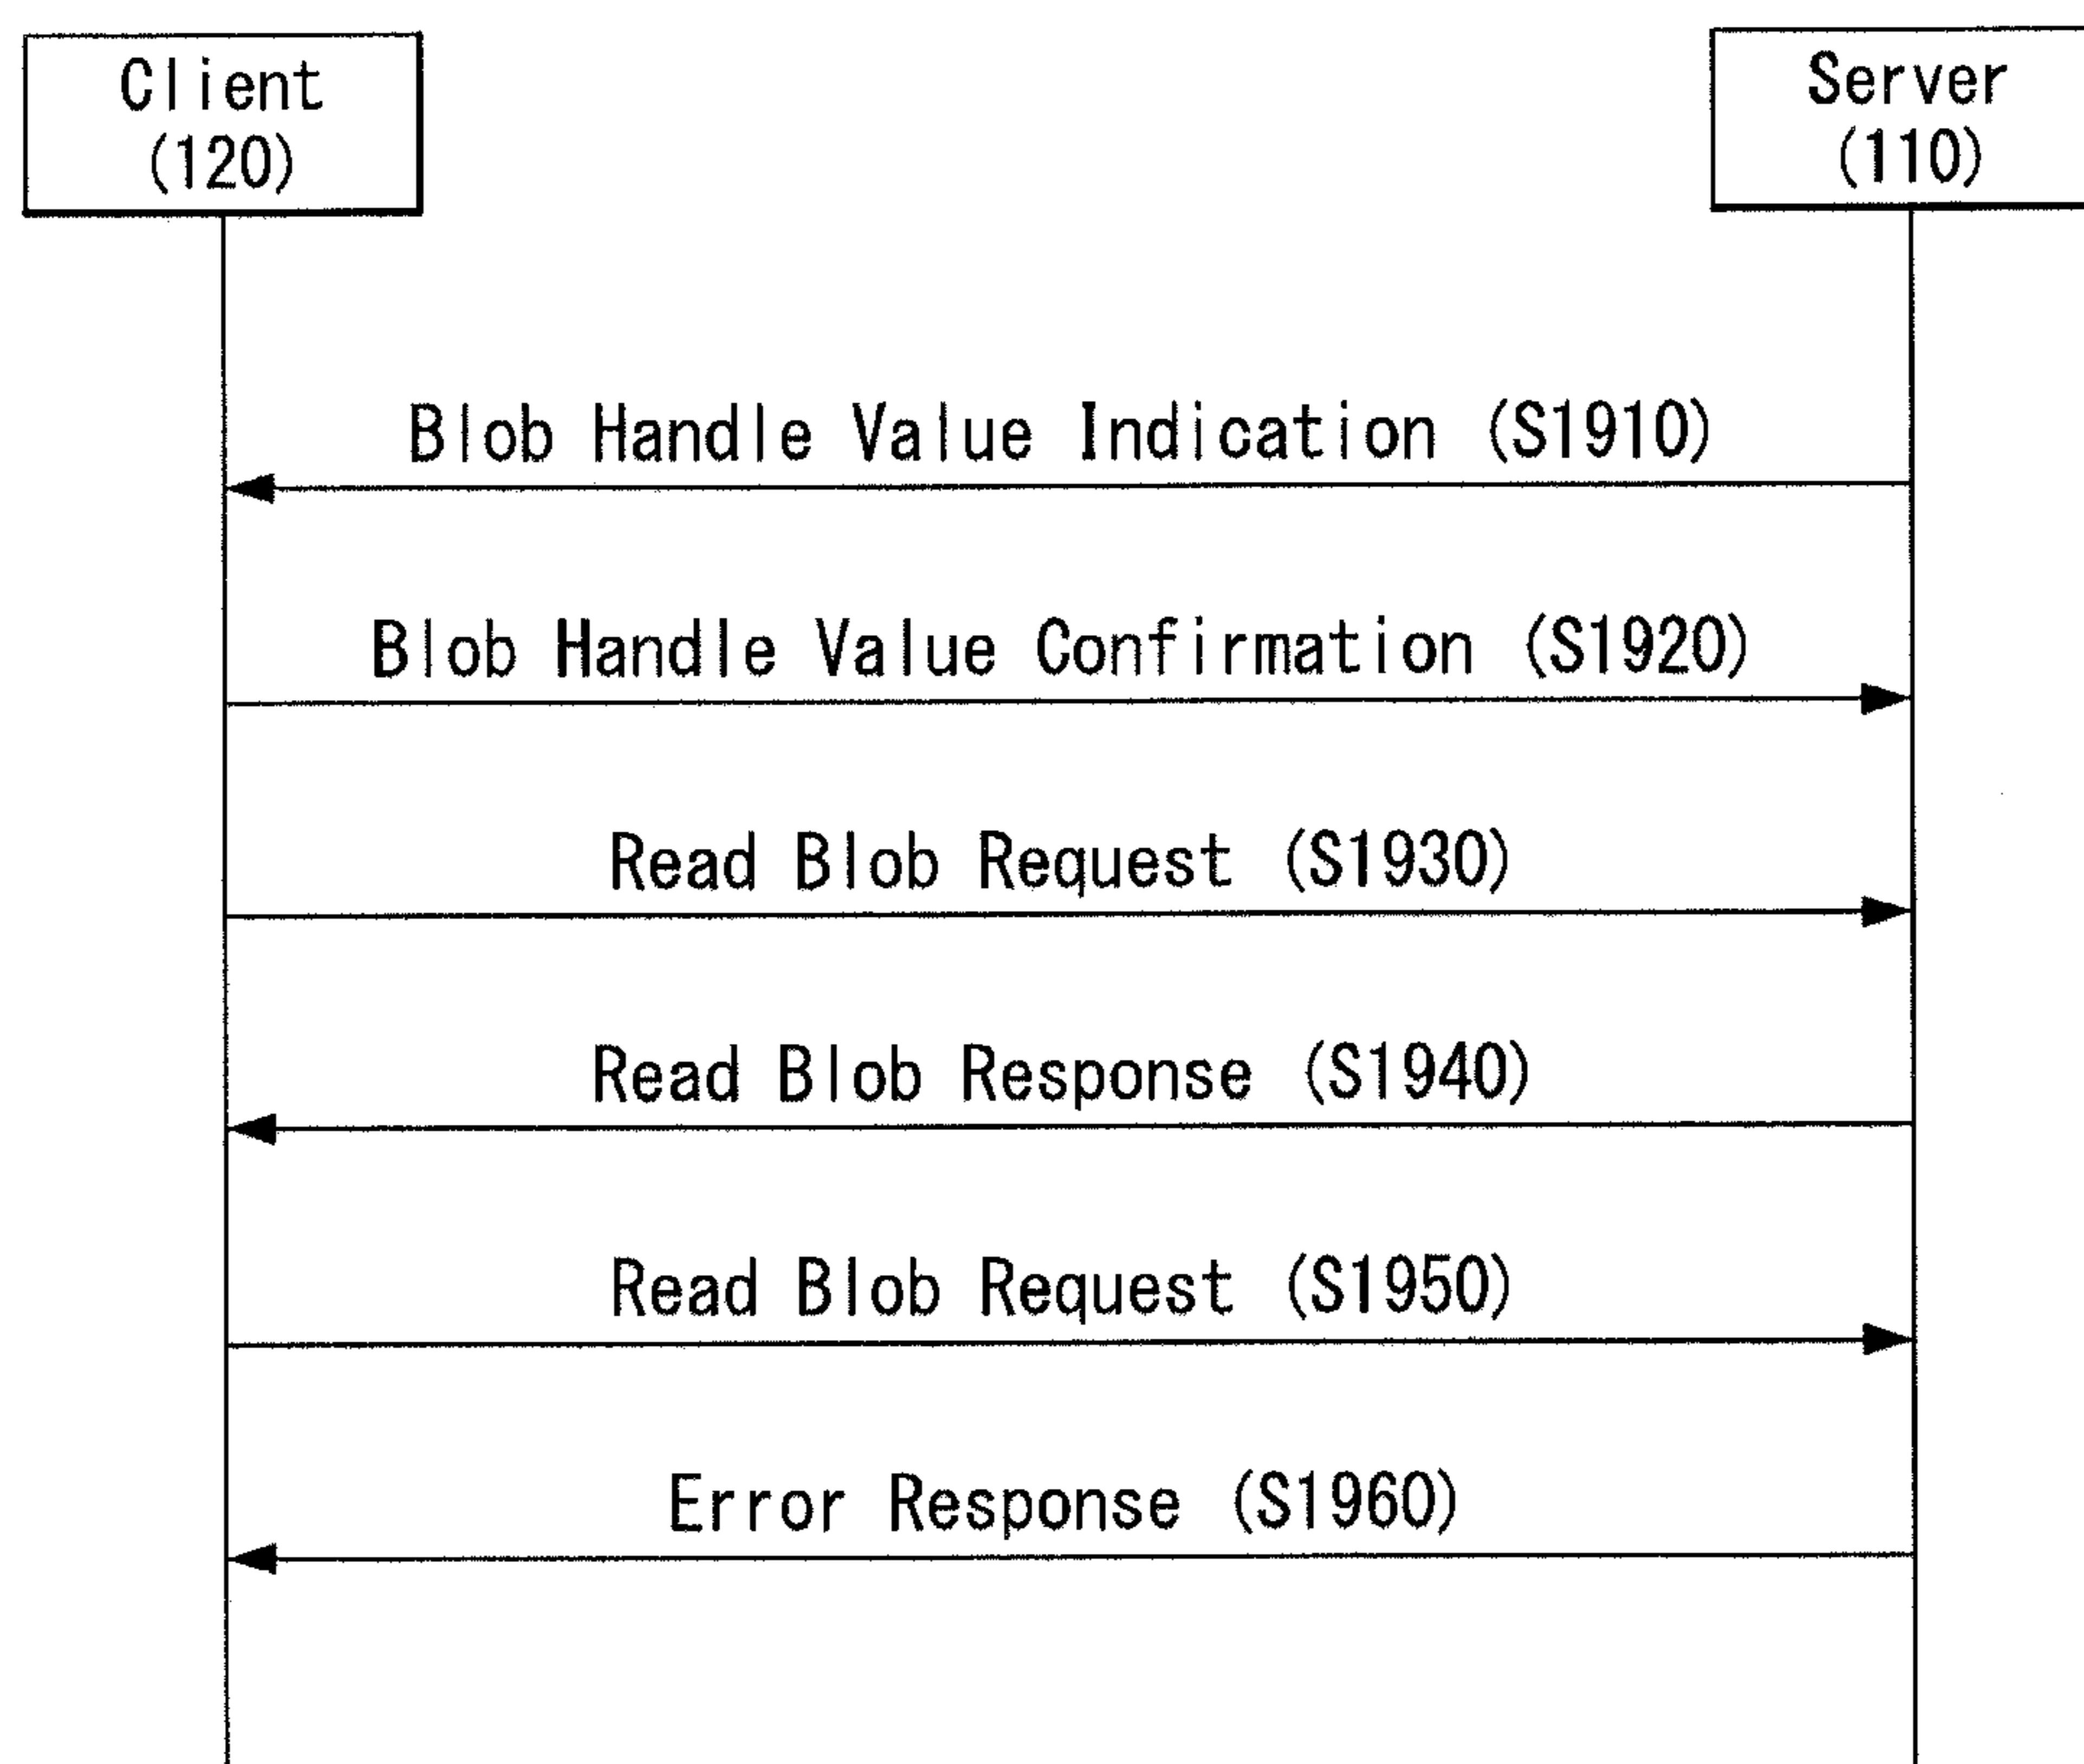 Client
(120)
Server
(110)
Blob Handle Value Indication (S1910)
Blob Handle Value Confirmation (S1920)
Read Blob Request (S1930)
Read Blob Response (S1940)
Read Blob Request (S1950)
Error Response (S1960)